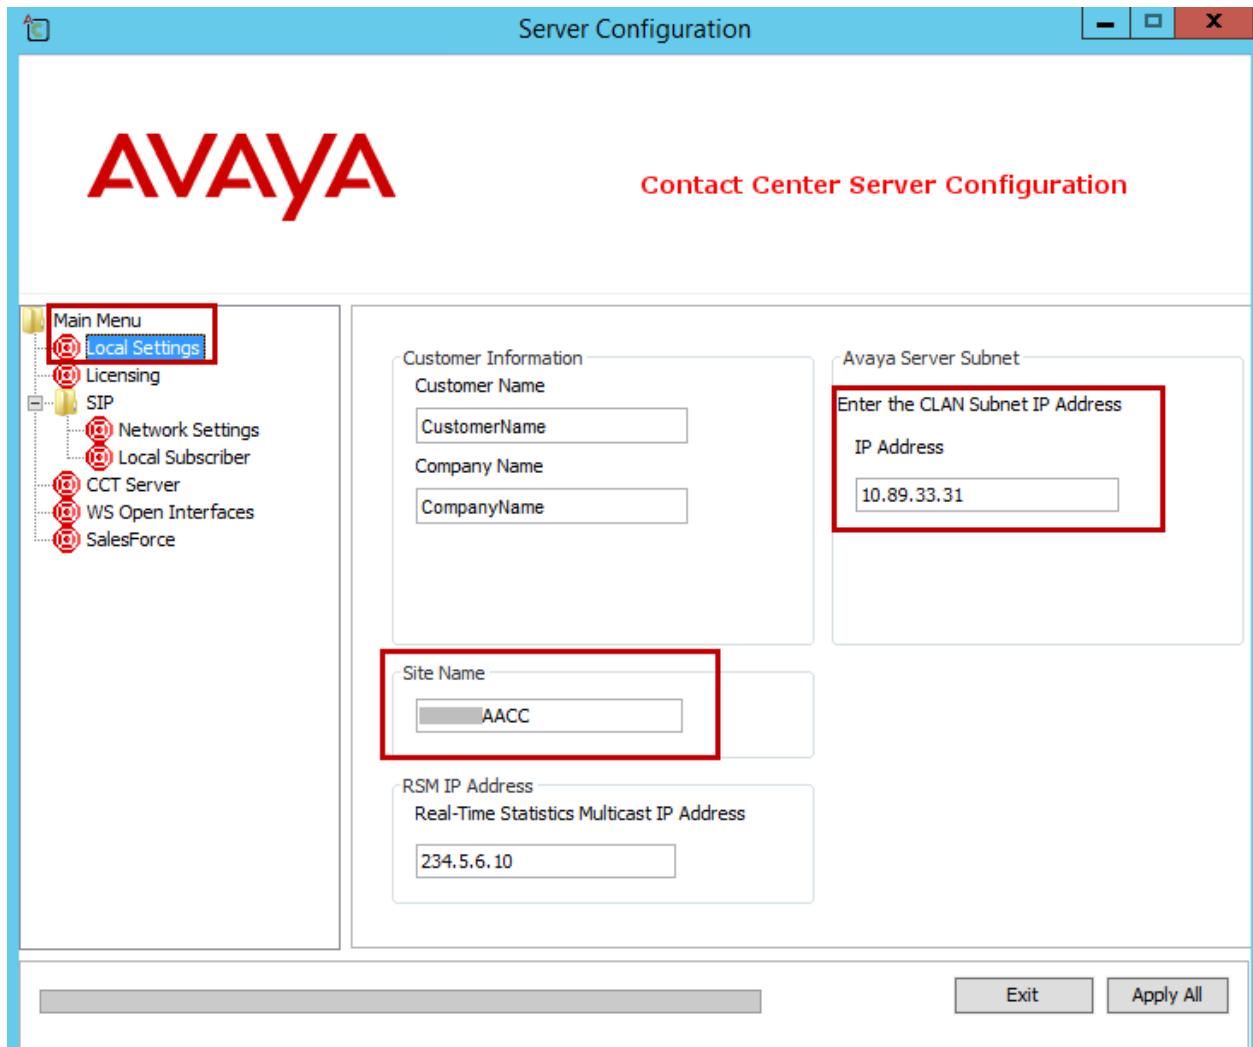 Server Configuration
AVAYA
Contact Center Server Configuration
Main Menu
Local Settings
Licensing
SIP
Network Settings
Local Subscriber
CCT Server
WS Open Interfaces
SalesForce
Customer Information
Customer Name
CustomerName
Company Name
CompanyName
Avaya Server Subnet
Enter the CLAN Subnet IP Address
IP Address
10.89.33.31
Site Name
AACC
RSM IP Address
Real-Time Statistics Multicast IP Address
234.5.6.10
Exit
Apply All